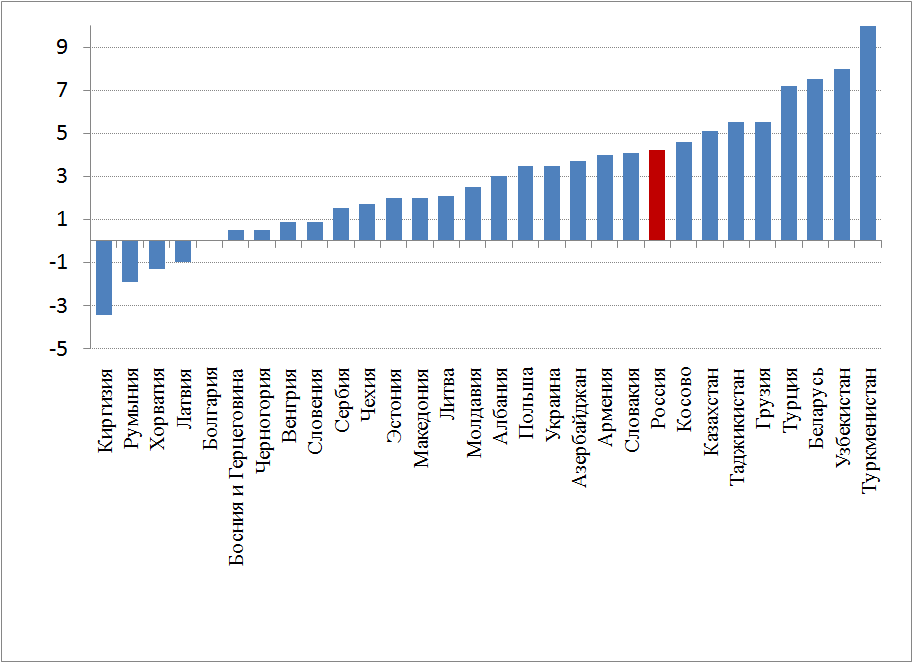 9
7
5
3
1
-1
-3
-5
Киргизия
Румыния
Хорватия
Латвия
Болгария
Босния и Герцеговина
Черногория
Венгрия
Словения
Сербия
Чехия
Эстония
Македония
Литва
Молдавия
Албания
Польша
Украина
Азербайджан
Армения
Словакия
Россия
Косово
Казахстан
Таджикистан
Грузия
Турция
Беларусь
Узбекистан
Туркменистан